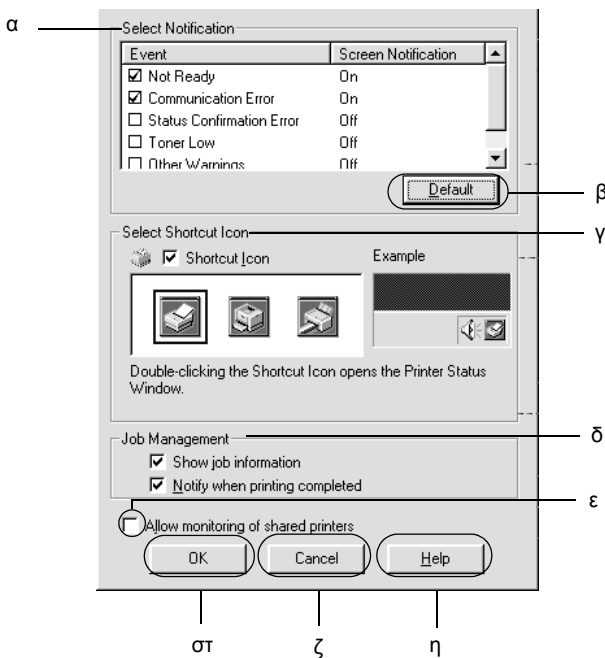 α
Select Notification
Event Screen Notification
Not Ready On
Communication Error On
Status Confirmation Error Off
Toner Low Off
Other Warnings Off
Default
β
Select Shortcut Icon
γ
Shortcut Icon
Example
Double-clicking the Shortcut Icon opens the Printer Status
Window.
Job Management
δ
Show job information
Notify when printing completed
ε
Allow monitoring of shared printers
OK Cancel Help
στ ζ η